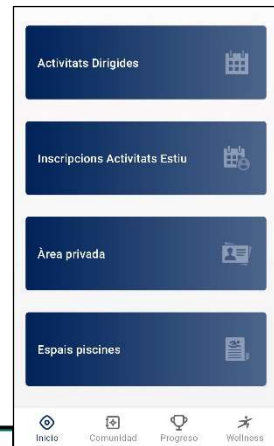 Activitats Dirigides
Inscripcions Activitats Estiu
Àrea privada
Espais piscines
Inicio Comunidad Progreso Wellness